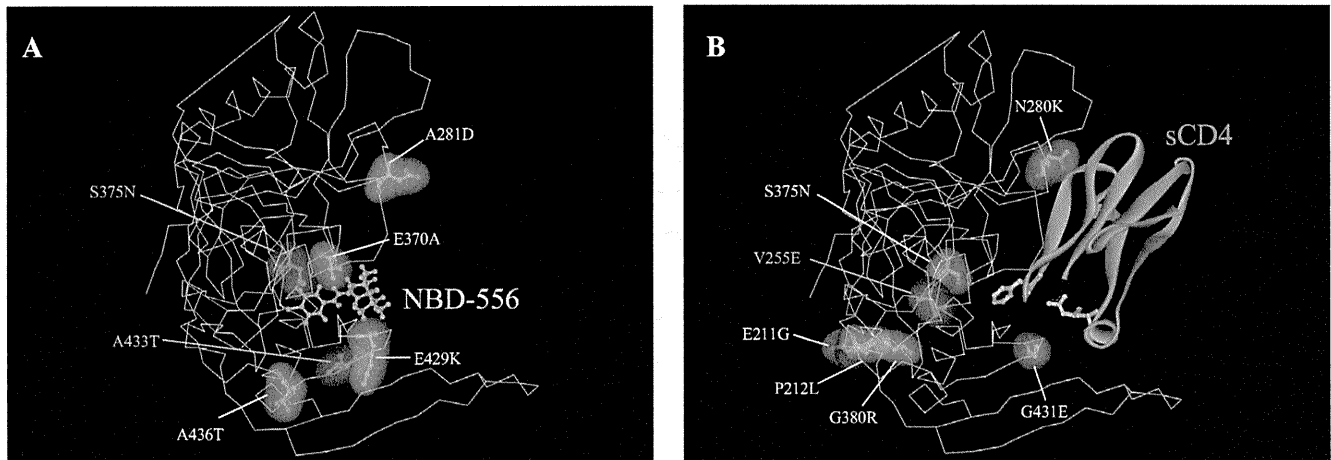 A
A281D
S375N
E370A
NBD-556
A433T
E429K
A436T
B
N280K
sCD4
S375N
V255E
E211G
P212L
G380R
G431E